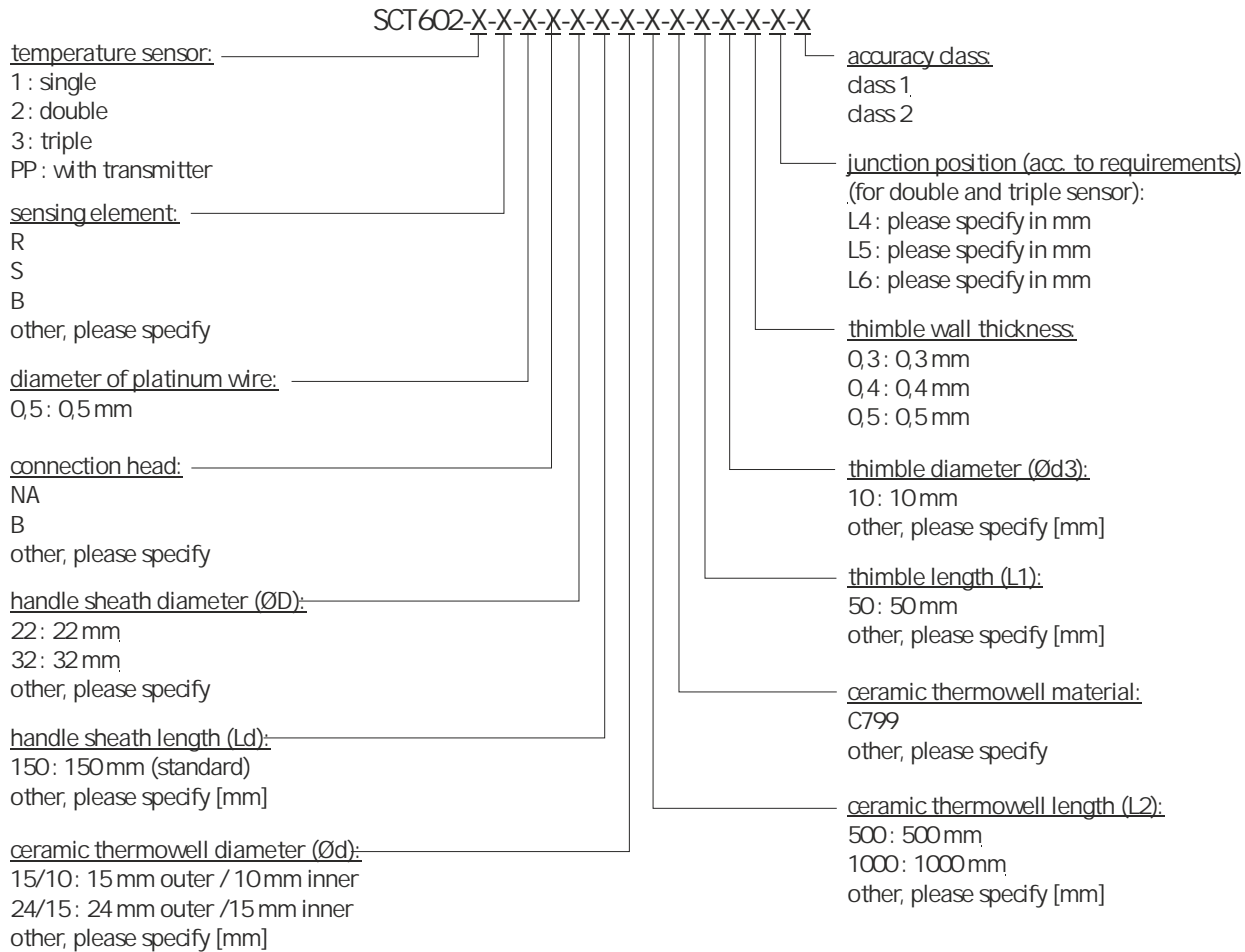 SCT602-X-X-X-X-X-X-X-X-X-X-X-X-X-X
temperature sensor:
1 : single
2 : double
3 : triple
PP : with transmitter
sensing element:
R
S
B
other, please specify
diameter of platinum wire:
0,5 : 0,5 mm
connection head:
NA
B
other, please specify
handle sheath diameter (ØD):
22 : 22 mm
32 : 32 mm
other, please specify
handle sheath length (Ld):
150 : 150 mm (standard)
other, please specify [mm]
ceramic thermowell diameter (Ød):
15/10 : 15 mm outer / 10 mm inner
24/15 : 24 mm outer /15 mm inner
other, please specify [mm]
accuracy class:
class 1
class 2
junction position (acc. to requirements)
(for double and triple sensor):
L4 : please specify in mm
L5 : please specify in mm
L6 : please specify in mm
thimble wall thickness:
0,3 : 0,3 mm
0,4 : 0,4 mm
0,5 : 0,5 mm
thimble diameter (Ød3):
10 : 10 mm
other, please specify [mm]
thimble length (L1):
50 : 50 mm
other, please specify [mm]
ceramic thermowell material:
C799
other, please specify
ceramic thermowell length (L2):
500 : 500 mm
1000 : 1000 mm
other, please specify [mm]